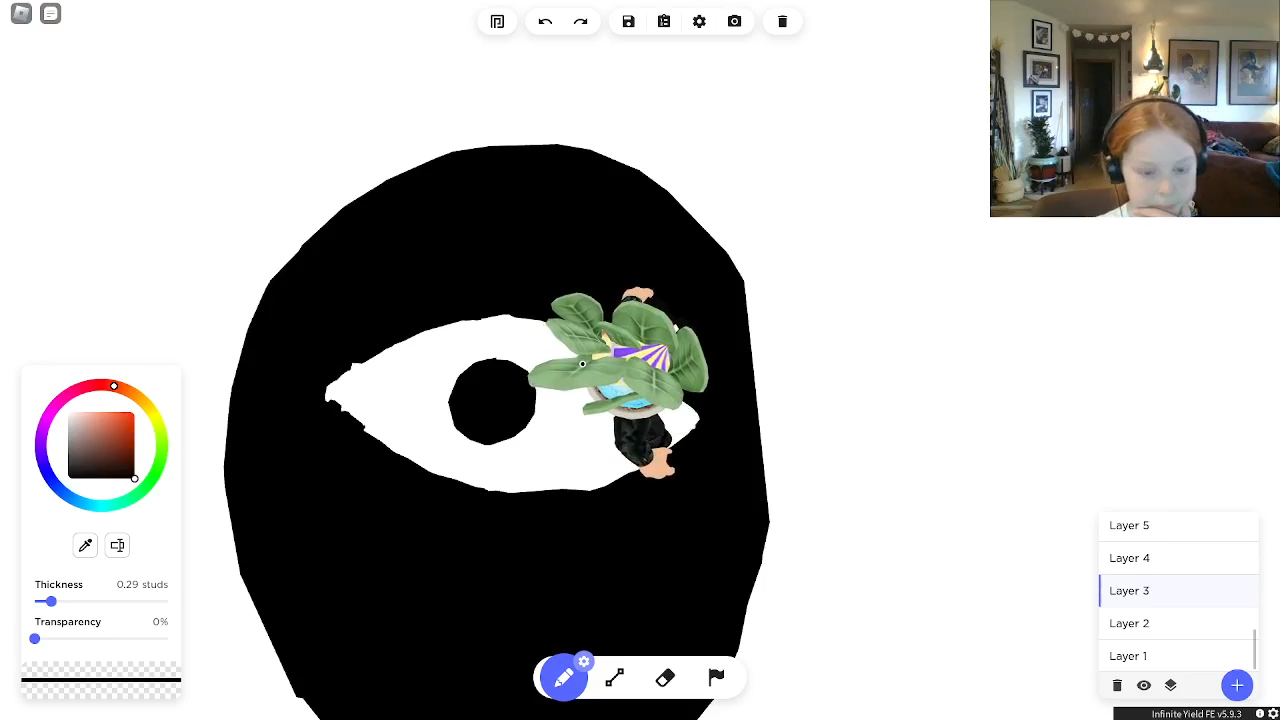 Thickness 0.29 studs
Transparency 0%
Layer 5
Layer 4
Layer 3
Layer 2
Layer 1
Infinite Yield FE v5.9.3